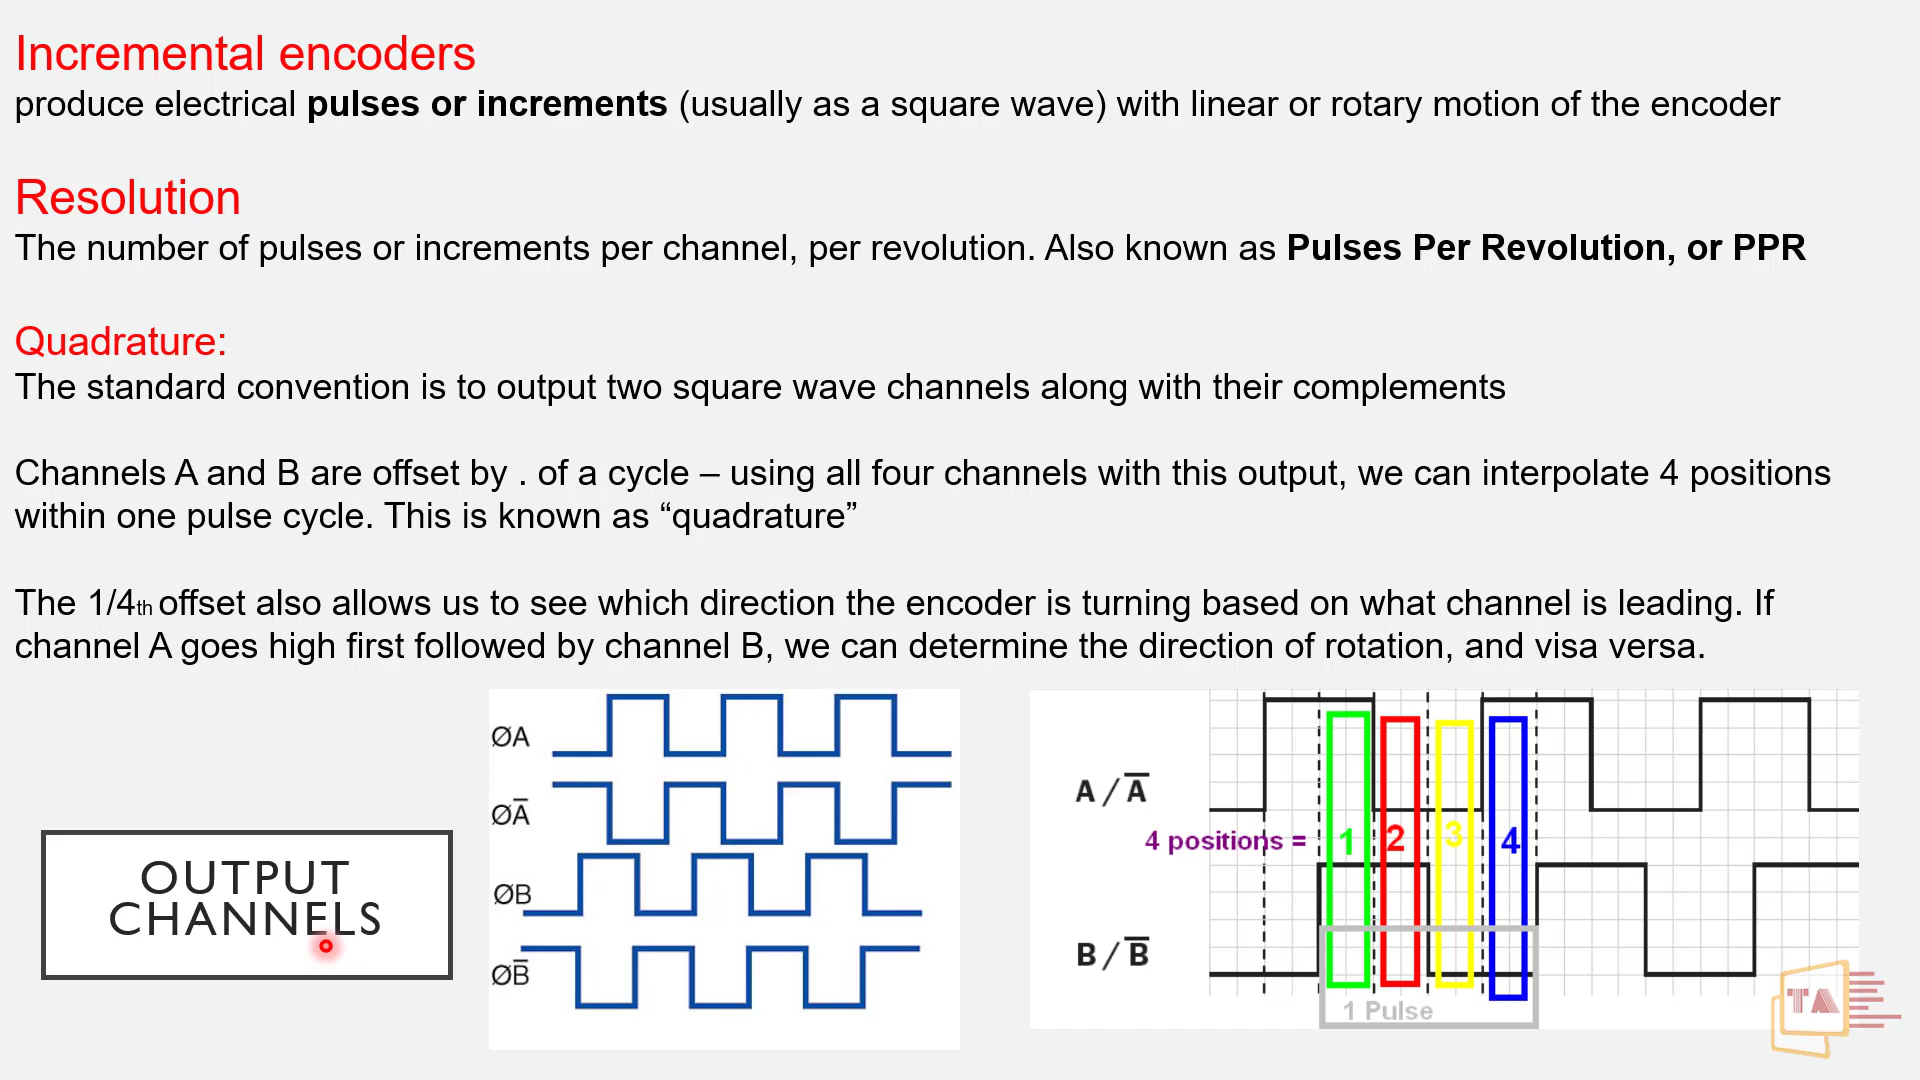 Incremental encoders
produce electrical pulses or increments (usually as a square wave) with linear or rotary motion of the encoder
Resolution
The number of pulses or increments per channel, per revolution. Also known as Pulses Per Revolution, or PPR
Quadrature:
The standard convention is to output two square wave channels along with their complements
Channels A and B are offset by . of a cycle – using all four channels with this output, we can interpolate 4 positions
within one pulse cycle. This is known as “quadrature”
The 1/4th offset also allows us to see which direction the encoder is turning based on what channel is leading. If
channel A goes high first followed by channel B, we can determine the direction of rotation, and visa versa.
OUTPUT
CHANNELS
ØA
ØA̅
ØB
ØB̅
A / A̅
4 positions = 1 2 3 4
B / B̅
1 Pulse
TA